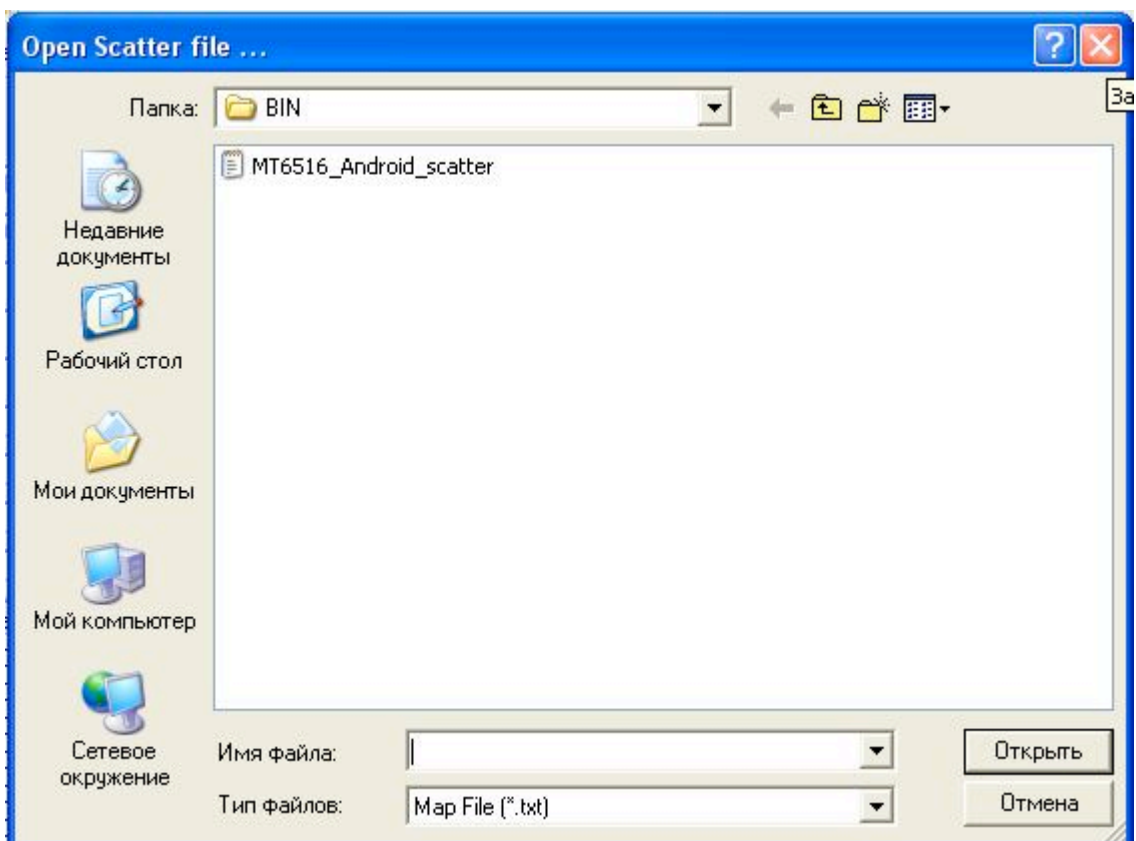 Open Scatter file ...
Папка:
BIN
За
MT6516_Android_scatter
Недавние
документы
Рабочий стол
Мои документы
Мой компьютер
Сетевое
окружение
Имя файла:
Открыть
Тип файлов:
Map File (*.txt)
Отмена